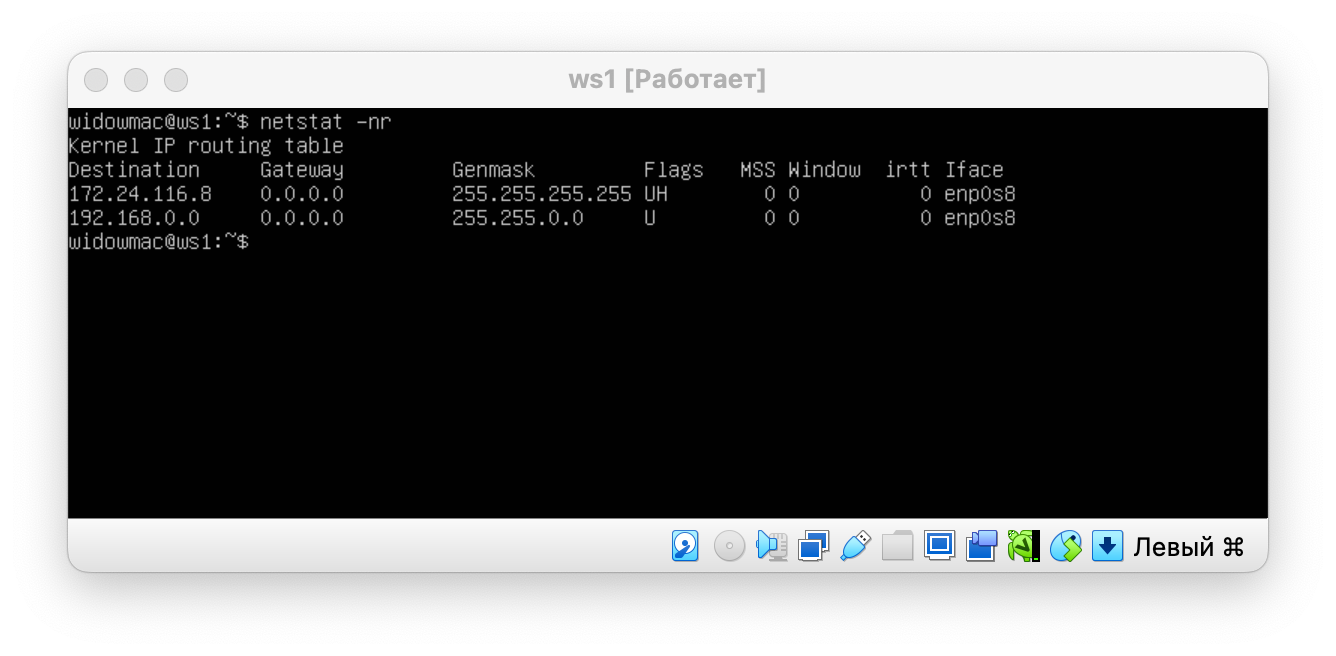 ws1 [Работает]
widowmac@ws1:~$ netstat -nr
Kernel IP routing table
Destination     Gateway         Genmask         Flags   MSS Window  irtt Iface
172.24.116.8    0.0.0.0         255.255.255.255 UH        0 0          0 enp0s8
192.168.0.0     0.0.0.0         255.255.0.0     U         0 0          0 enp0s8
widowmac@ws1:~$
Левый ⌘